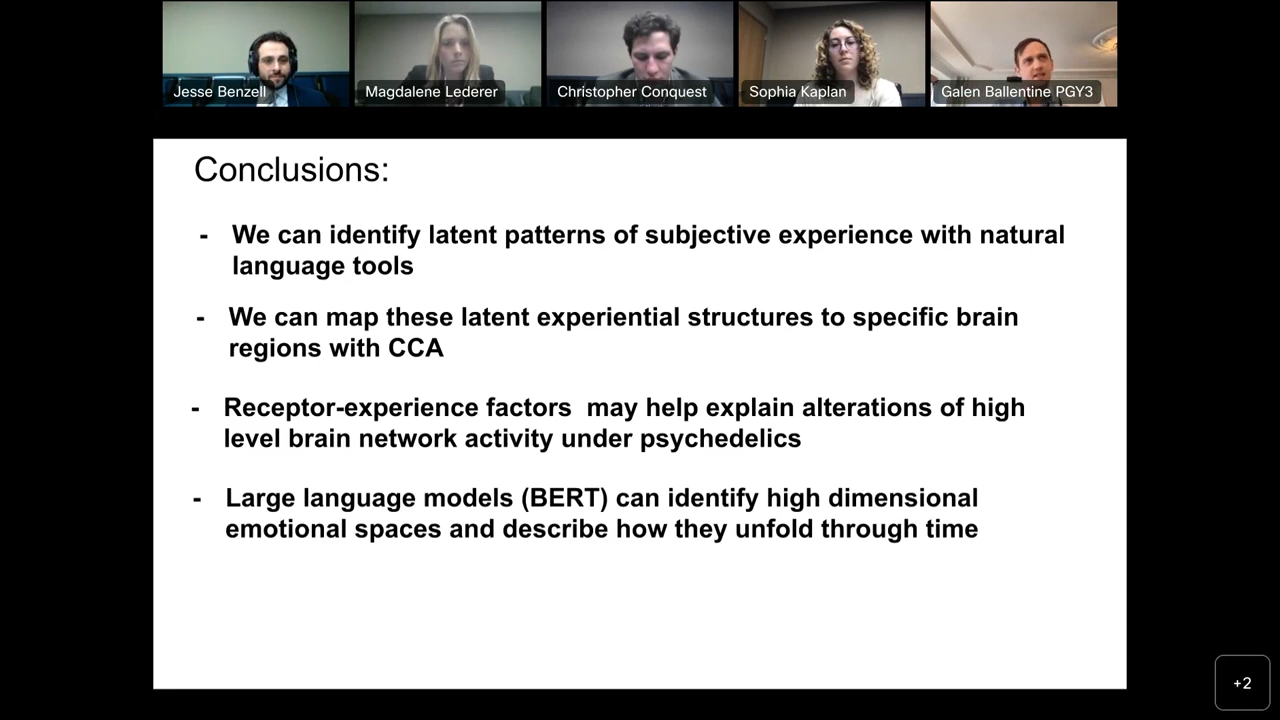 Jesse Benzell
Magdalene Lederer
Christopher Conquest
Sophia Kaplan
Galen Ballentine PGY3
Conclusions:
- We can identify latent patterns of subjective experience with natural
language tools
- We can map these latent experiential structures to specific brain
regions with CCA
- Receptor-experience factors  may help explain alterations of high
level brain network activity under psychedelics
- Large language models (BERT) can identify high dimensional
emotional spaces and describe how they unfold through time
+2